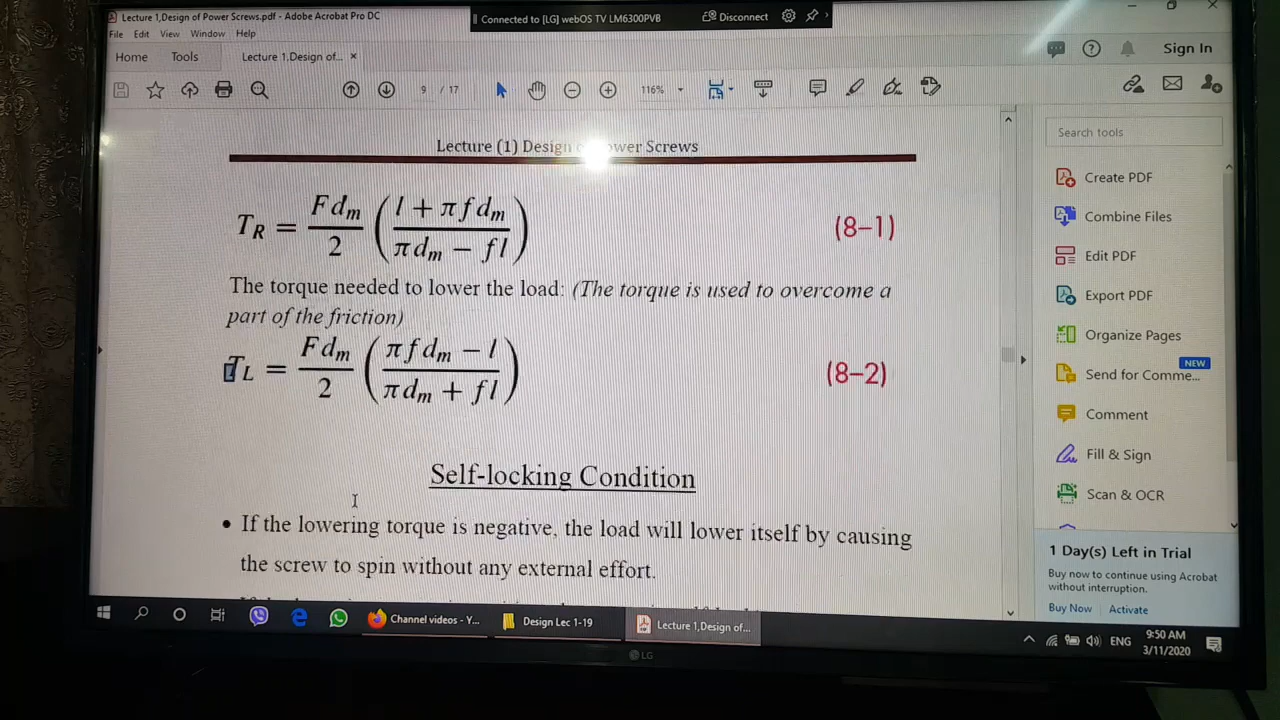 Lecture 1,Design of Power Screws.pdf - Adobe Acrobat Pro DC
Connected to [LG] webOS TV LM6300PVB
Disconnect
File Edit View Window Help
Home
Tools
Lecture 1,Design of... ×
Sign In
9 / 17
116%
Lecture (1) Design
Screws
T_R = F d_m / 2 ( (l + π f d_m) / (π d_m − f l) ) (8–1)
The torque needed to lower the load: (The torque is used to overcome a
part of the friction)
T_L = F d_m / 2 ( (π f d_m − l) / (π d_m + f l) ) (8–2)
Self-locking Condition
• If the lowering torque is negative, the load will lower itself by causing
the screw to spin without any external effort.
Search tools
Create PDF
Combine Files
Edit PDF
Export PDF
Organize Pages
NEW
Send for Comme...
Comment
Fill & Sign
Scan & OCR
1 Day(s) Left in Trial
Buy now to continue using Acrobat
without interruption.
Buy Now Activate
Channel videos - Y...
Design Lec 1-19
Lecture 1,Design of...
ENG
9:50 AM
3/11/2020
LG